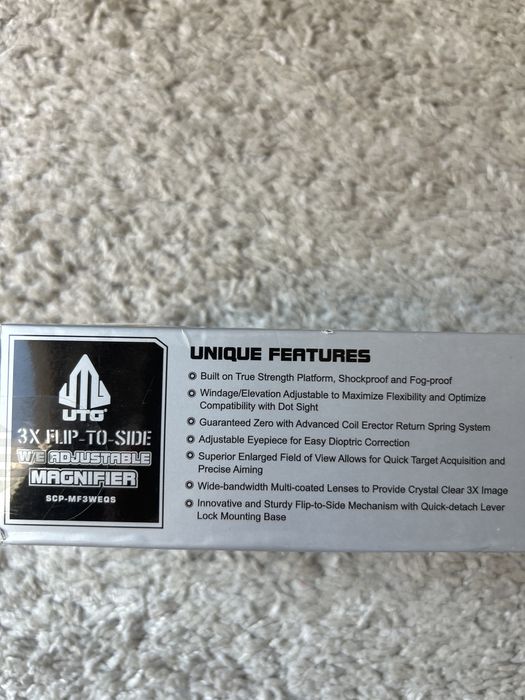 UTG
3X FLIP-TO-SIDE
W/E ADJUSTABLE
MAGNIFIER
SCP-MF3WEQS
UNIQUE FEATURES
Built on True Strength Platform, Shockproof and Fog-proof
Windage/Elevation Adjustable to Maximize Flexibility and Optimize
Compatibility with Dot Sight
Guaranteed Zero with Advanced Coil Erector Return Spring System
Adjustable Eyepiece for Easy Dioptric Correction
Superior Enlarged Field of View Allows for Quick Target Acquisition and
Precise Aiming
Wide-bandwidth Multi-coated Lenses to Provide Crystal Clear 3X Image
Innovative and Sturdy Flip-to-Side Mechanism with Quick-detach Lever
Lock Mounting Base